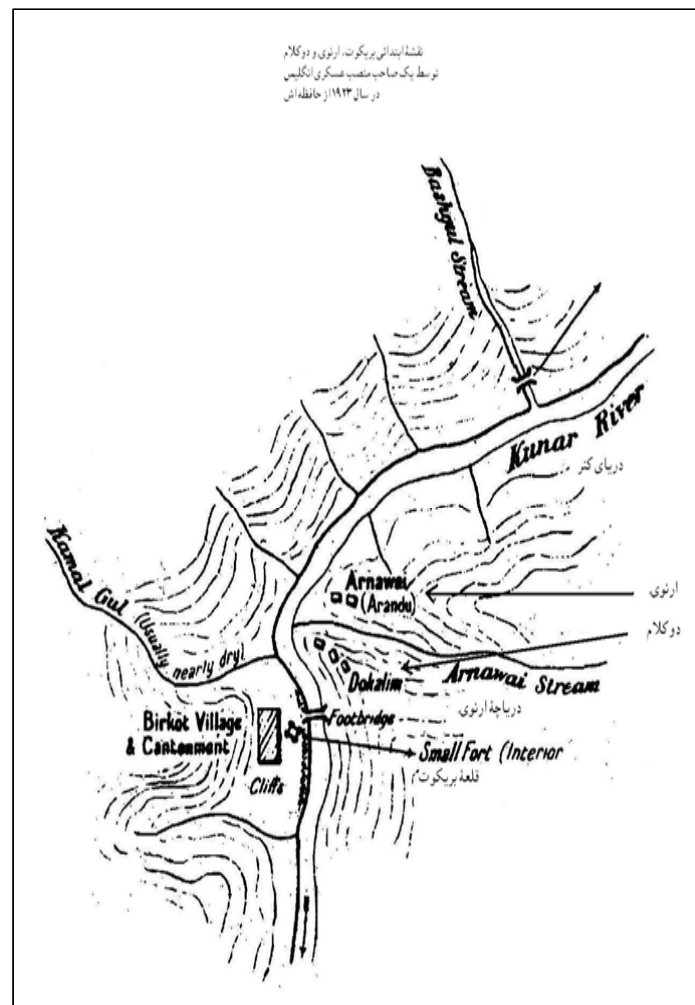 نقشهٔ ابتدائی بریکوت، ارنوی و دوکلام
توسط یک صاحب منصب عسکری انگلیس
در سال ۱۹۲۳ از حافظه اش
Bashgul Stream
Kunar River
دریای کنر
Kamal Gul (Usually nearly dry)
Arnawai
(Arandu)
ارنوی
دوکلام
Dokalim
Arnawai Stream
دریاچهٔ ارنوی
Footbridge
Birkot Village
& Cantonment
Small Fort (Interior
قلعهٔ بریکوت
Cliffs